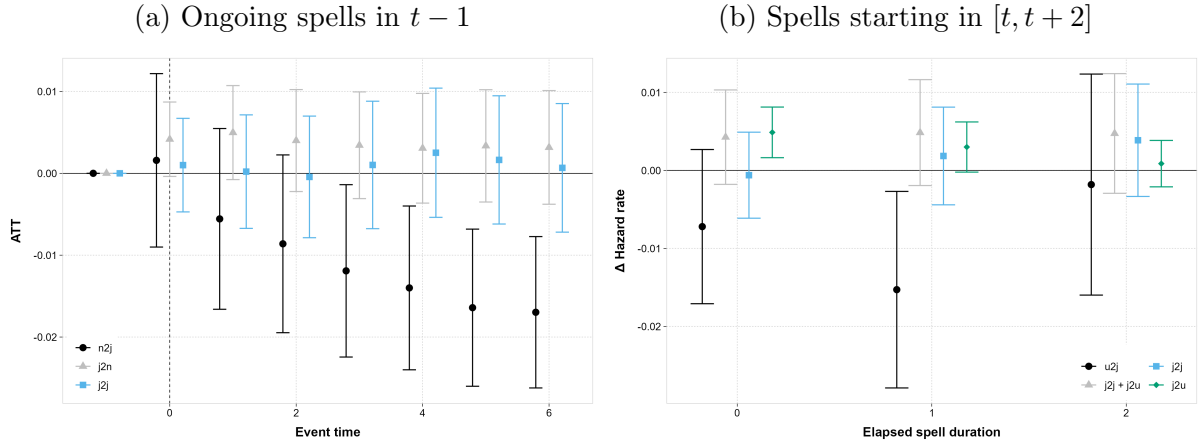 (a) Ongoing spells in t − 1
0.01
0.00
-0.01
-0.02
ATT
n2j
j2n
j2j
0
2
4
6
Event time
(b) Spells starting in [t, t + 2]
0.01
0.00
-0.01
-0.02
Δ Hazard rate
u2j
j2j
j2j + j2u
j2u
0
1
2
Elapsed spell duration